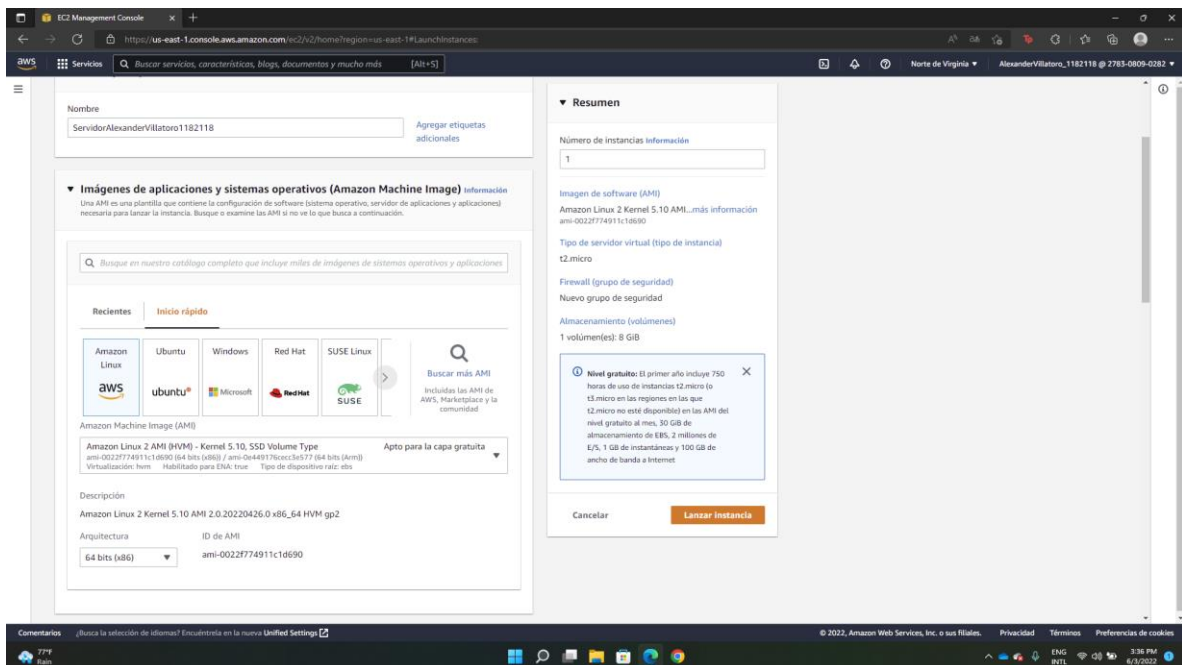 EC2 Management Console
https://us-east-1.console.aws.amazon.com/ec2/v2/home?region=us-east-1#LaunchInstances:
aws
Servicios
Buscar servicios, características, blogs, documentos y mucho más
[Alt+S]
Norte de Virginia
AlexanderVillatoro_1182118 @ 2783-0809-0282
Nombre
ServidorAlexanderVillatoro1182118
Agregar etiquetas
adicionales
Imágenes de aplicaciones y sistemas operativos (Amazon Machine Image) Información
Una AMI es una plantilla que contiene la configuración de software (sistema operativo, servidor de aplicaciones y aplicaciones)
necesaria para lanzar la instancia. Busque o examine las AMI si no ve lo que busca a continuación.
Busque en nuestro catálogo completo que incluye miles de imágenes de sistemas operativos y aplicaciones
Recientes
Inicio rápido
Amazon
Linux
aws
Ubuntu
ubuntu
Windows
Microsoft
Red Hat
RedHat
SUSE Linux
SUSE
Buscar más AMI
Incluidas las AMI de
AWS, Marketplace y la
comunidad
Amazon Machine Image (AMI)
Amazon Linux 2 AMI (HVM) - Kernel 5.10, SSD Volume Type
Apto para la capa gratuita
ami-0022f774911c1d690 (64 bits (x86)) / ami-0e449176cecc3e577 (64 bits (Arm))
Virtualización: hvm Habilitado para ENA: true Tipo de dispositivo raíz: ebs
Descripción
Amazon Linux 2 Kernel 5.10 AMI 2.0.20220426.0 x86_64 HVM gp2
Arquitectura
ID de AMI
64 bits (x86)
ami-0022f774911c1d690
Resumen
Número de instancias Información
1
Imagen de software (AMI)
Amazon Linux 2 Kernel 5.10 AMI...más información
ami-0022f774911c1d690
Tipo de servidor virtual (tipo de instancia)
t2.micro
Firewall (grupo de seguridad)
Nuevo grupo de seguridad
Almacenamiento (volúmenes)
1 volúmen(es): 8 GiB
Nivel gratuito: El primer año incluye 750
horas de uso de instancias t2.micro (o
t3.micro en las regiones en las que
t2.micro no esté disponible) en las AMI del
nivel gratuito al mes, 30 GiB de
almacenamiento de EBS, 2 millones de
E/S, 1 GB de instantáneas y 100 GB de
ancho de banda a Internet
Cancelar
Lanzar instancia
Comentarios
¿Busca la selección de idiomas? Encuéntrela en la nueva Unified Settings
© 2022, Amazon Web Services, Inc. o sus filiales.
Privacidad
Términos
Preferencias de cookies
77°F
Rain
ENG
INTL
3:36 PM
6/3/2022